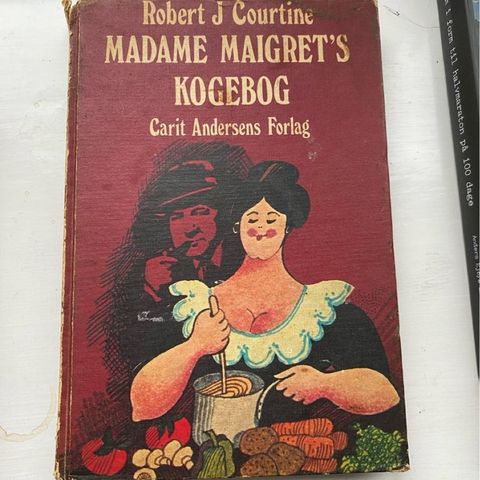 Robert J Courtine
MADAME MAIGRET'S
KOGEBOG
Carit Andersens Forlag
i form til halvmaraton på 100 dage